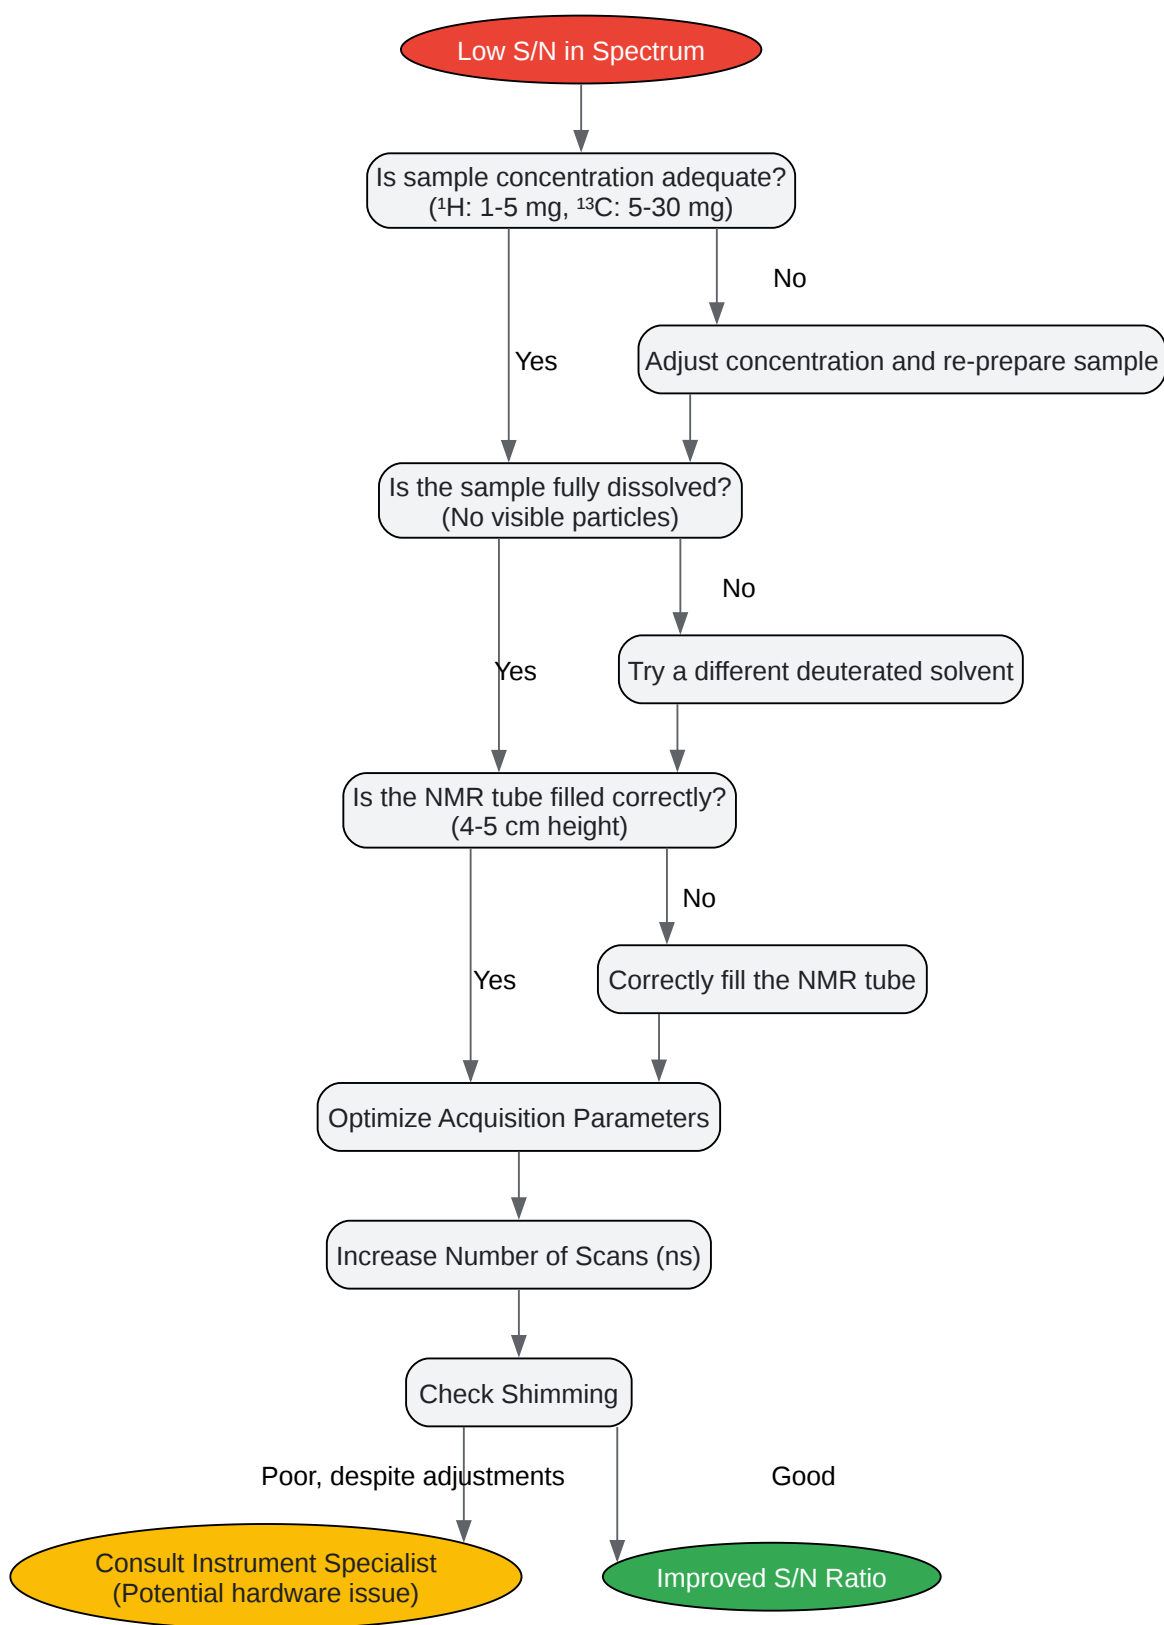 Low S/N in Spectrum
Is sample concentration adequate?
(¹H: 1-5 mg, ¹³C: 5-30 mg)
No
Yes
Adjust concentration and re-prepare sample
Is the sample fully dissolved?
(No visible particles)
No
Yes
Try a different deuterated solvent
Is the NMR tube filled correctly?
(4-5 cm height)
No
Yes
Correctly fill the NMR tube
Optimize Acquisition Parameters
Increase Number of Scans (ns)
Check Shimming
Poor, despite adjustments
Good
Consult Instrument Specialist
(Potential hardware issue)
Improved S/N Ratio